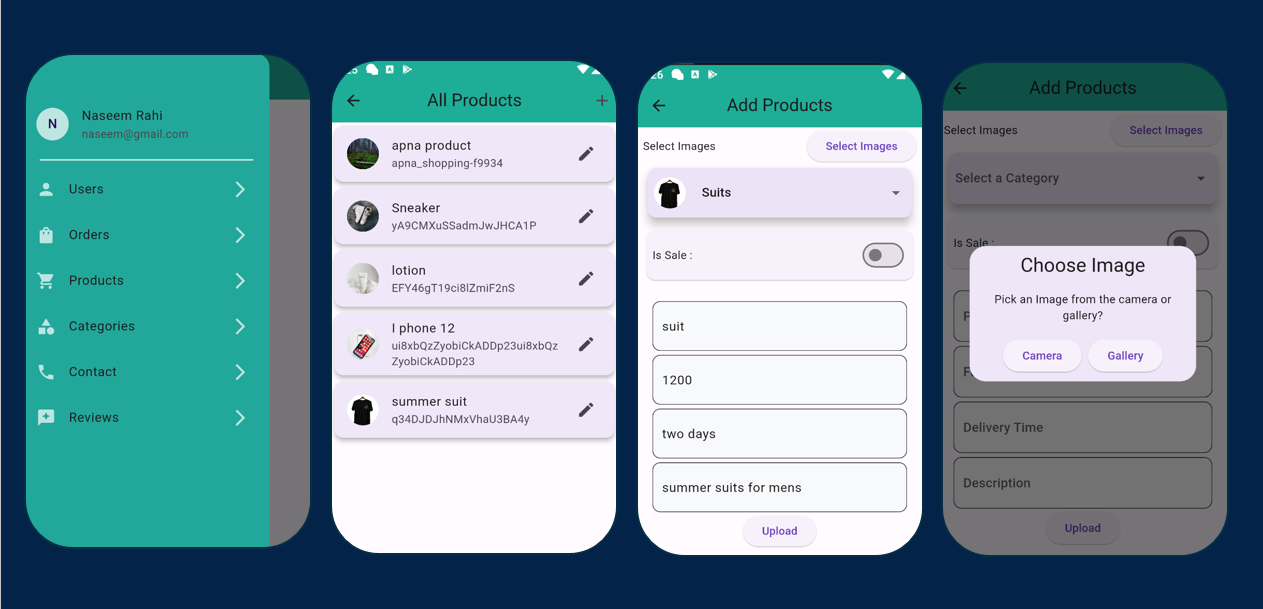 N
Naseem Rahi
naseem@gmail.com
Users
Orders
Products
Categories
Contact
Reviews
All Products
apna product
apna_shopping-f9934
Sneaker
yA9CMXuSSadmJwJHCA1P
lotion
EFY46gT19ci8lZmiF2nS
I phone 12
ui8xbQzZyobiCkADDp23ui8xbQz
ZyobiCkADDp23
summer suit
q34DJDJhNMxVhaU3BA4y
Add Products
Select Images
Select Images
Suits
Is Sale :
suit
1200
two days
summer suits for mens
Upload
Add Products
Select Images
Select Images
Select a Category
Is Sale :
Choose Image
Pick an Image from the camera or
gallery?
Camera
Gallery
Delivery Time
Description
Upload